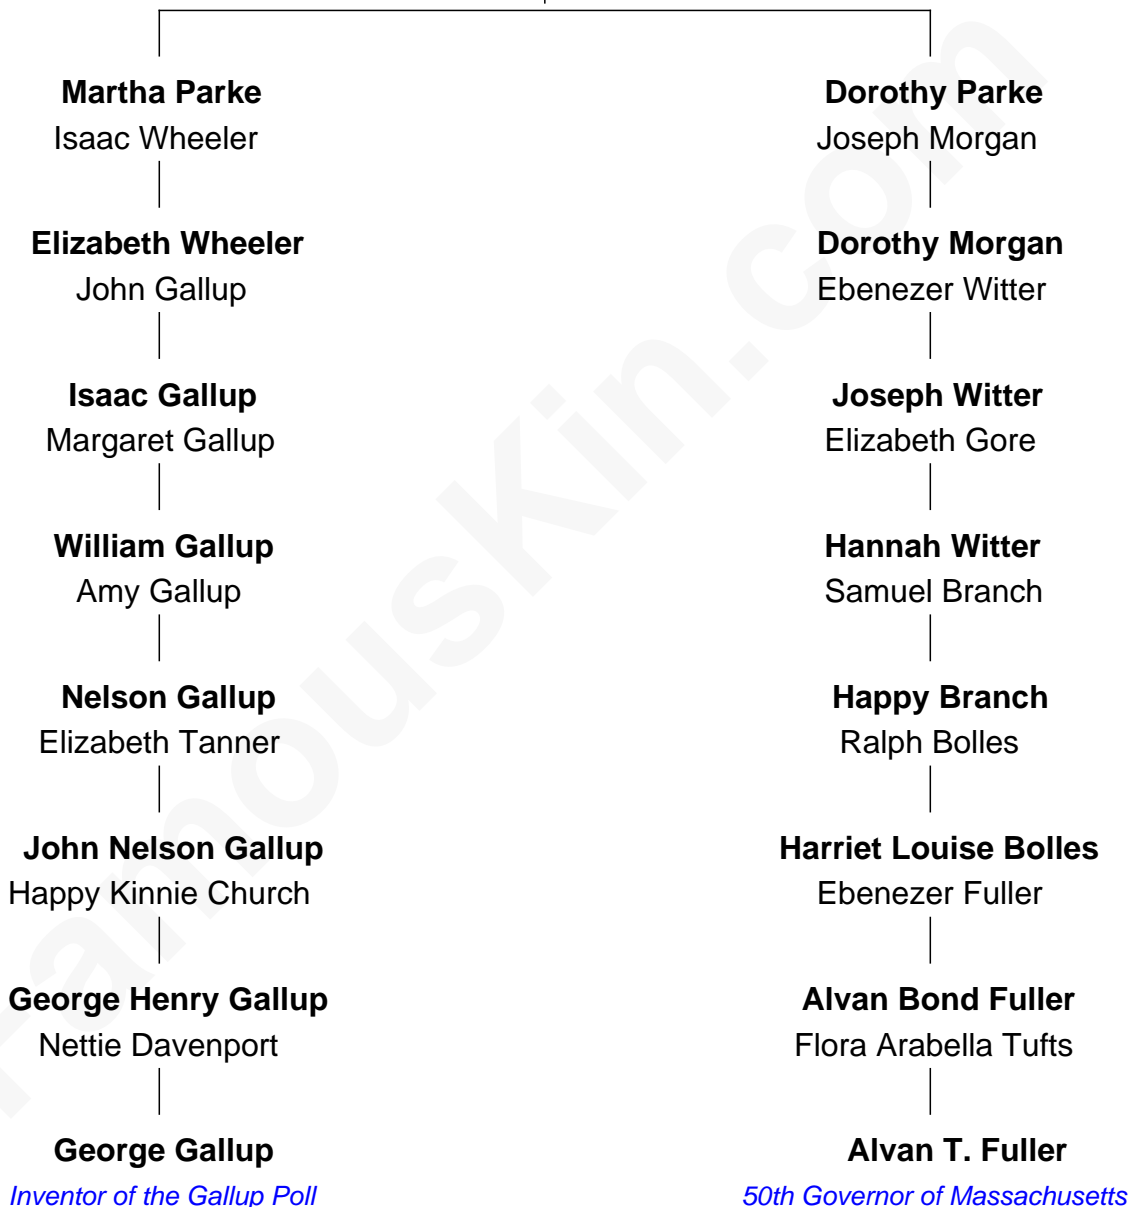 Martha Parke
Isaac Wheeler
Elizabeth Wheeler
John Gallup
Isaac Gallup
Margaret Gallup
William Gallup
Amy Gallup
Nelson Gallup
Elizabeth Tanner
John Nelson Gallup
Happy Kinnie Church
George Henry Gallup
Nettie Davenport
George Gallup
Inventor of the Gallup Poll
Dorothy Parke
Joseph Morgan
Dorothy Morgan
Ebenezer Witter
Joseph Witter
Elizabeth Gore
Hannah Witter
Samuel Branch
Happy Branch
Ralph Bolles
Harriet Louise Bolles
Ebenezer Fuller
Alvan Bond Fuller
Flora Arabella Tufts
Alvan T. Fuller
50th Governor of Massachusetts
FamousKin.com